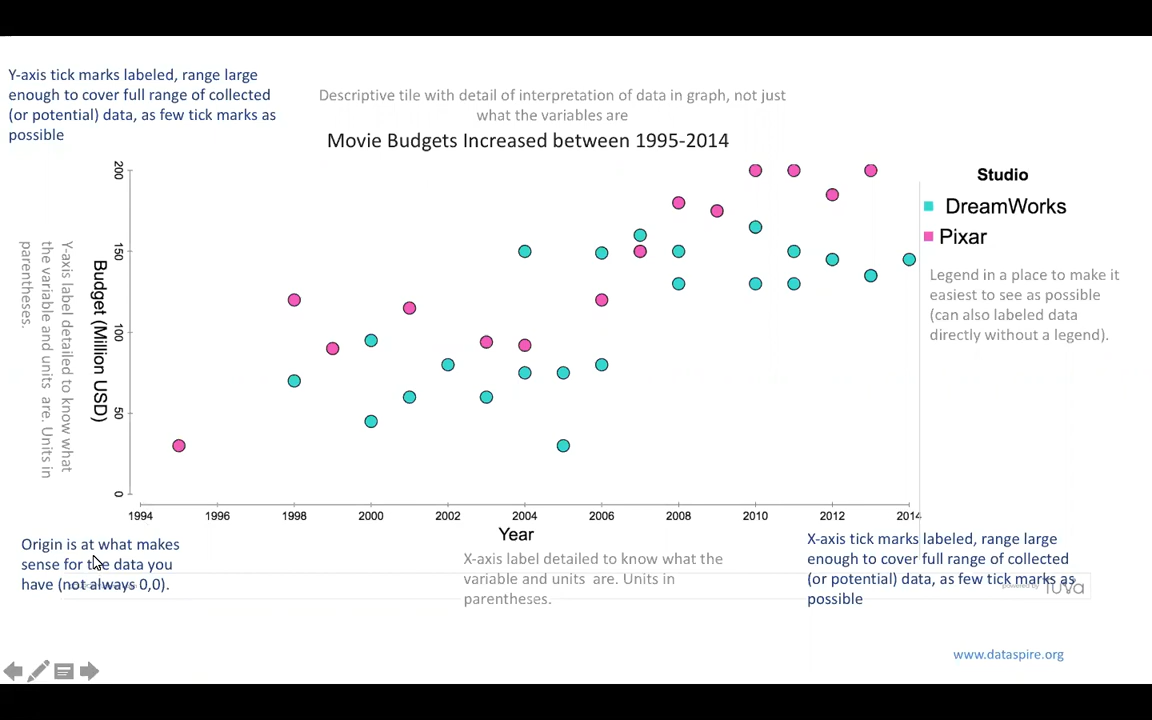 Y-axis tick marks labeled, range large
enough to cover full range of collected
(or potential) data, as few tick marks as
possible
Descriptive tile with detail of interpretation of data in graph, not just
what the variables are
Movie Budgets Increased between 1995-2014
Y-axis label detailed to know what
the variable and units are. Units in
parentheses.
Budget (Million USD)
200
150
100
50
0
1994 1996 1998 2000 2002 2004 2006 2008 2010 2012 2014
Year
Studio
DreamWorks
Pixar
Legend in a place to make it
easiest to see as possible
(can also labeled data
directly without a legend).
Origin is at what makes
sense for the data you
have (not always 0,0).
X-axis label detailed to know what the
variable and units are. Units in
parentheses.
X-axis tick marks labeled, range large
enough to cover full range of collected
(or potential) data, as few tick marks as
possible
powered by Tuva
www.dataspire.org